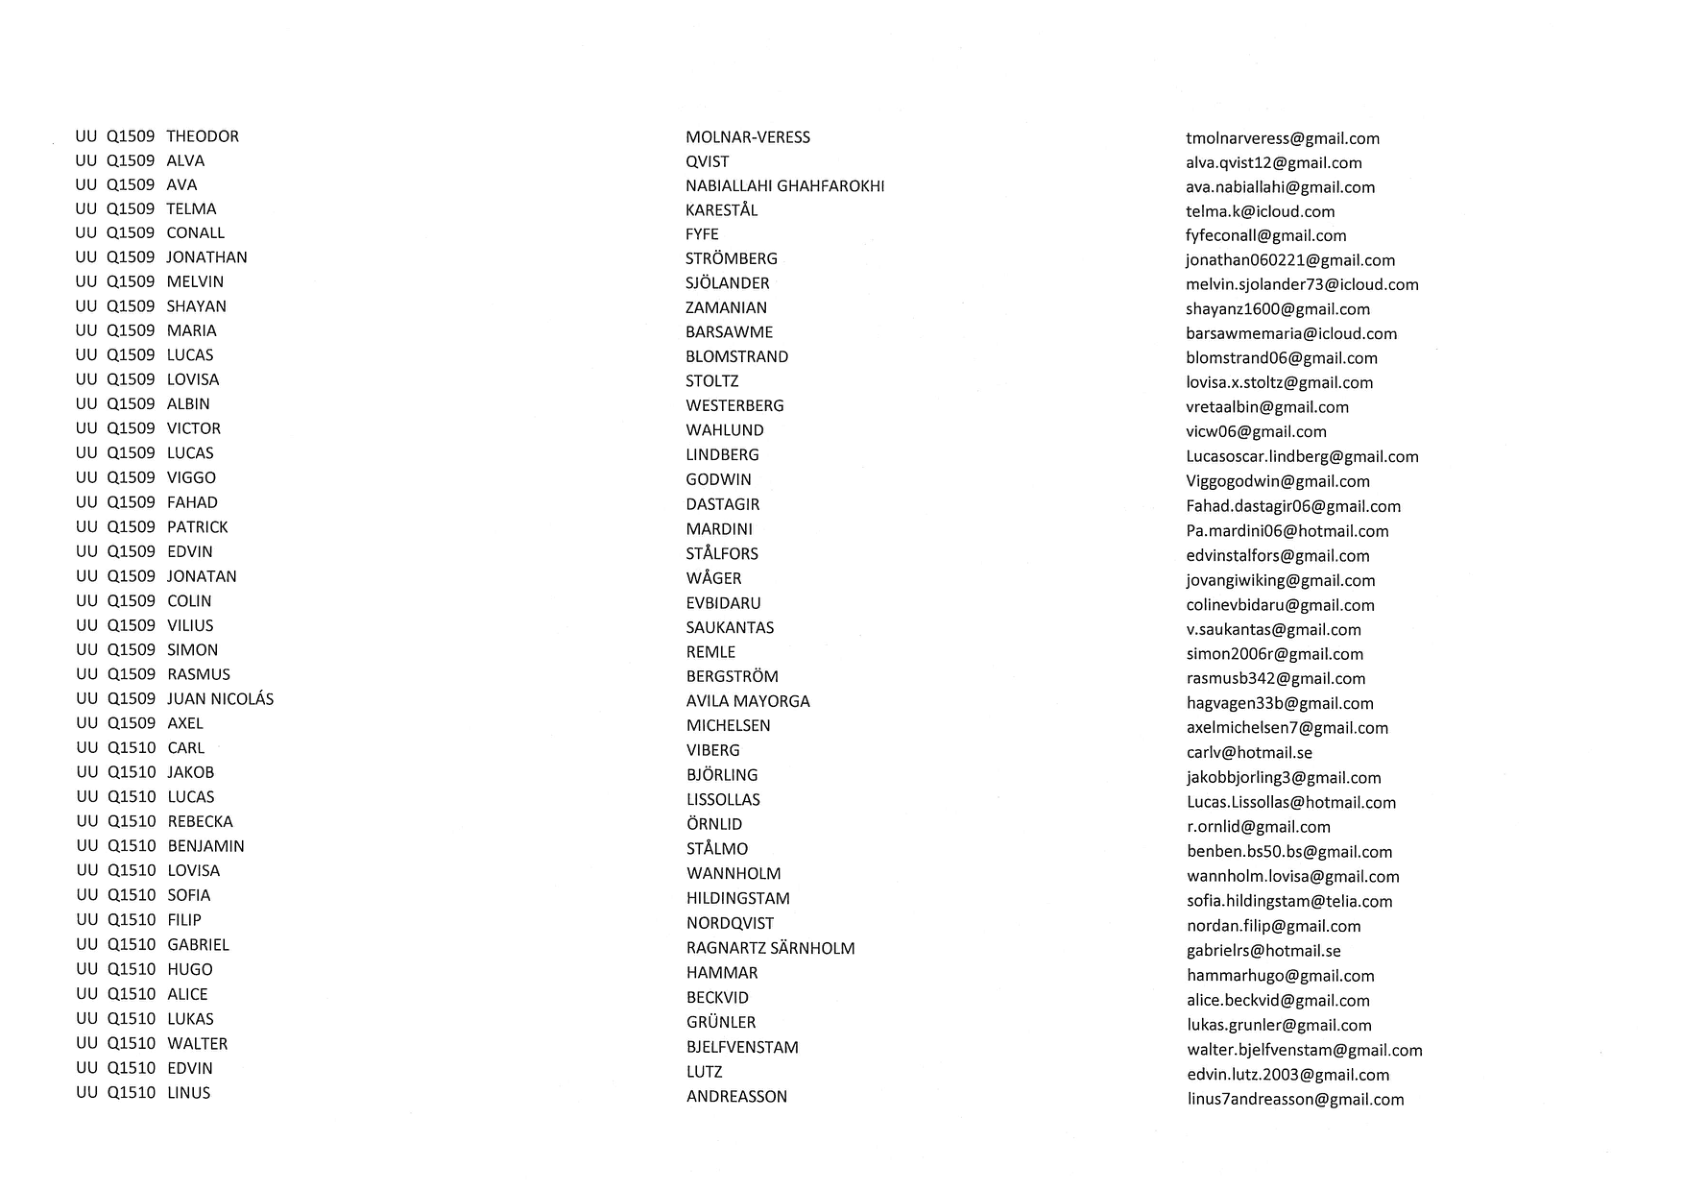 UU Q1509 THEODOR MOLNAR-VERESS tmolnarveress@gmail.com
UU Q1509 ALVA QVIST alva.qvist12@gmail.com
UU Q1509 AVA NABIALLAHI GHAHFAROKHI ava.nabiallahi@gmail.com
UU Q1509 TELMA KARESTÅL telma.k@icloud.com
UU Q1509 CONALL FYFE fyfeconall@gmail.com
UU Q1509 JONATHAN STRÖMBERG jonathan060221@gmail.com
UU Q1509 MELVIN SJÖLANDER melvin.sjolander73@icloud.com
UU Q1509 SHAYAN ZAMANIAN shayanz1600@gmail.com
UU Q1509 MARIA BARSAWME barsawmemaria@icloud.com
UU Q1509 LUCAS BLOMSTRAND blomstrand06@gmail.com
UU Q1509 LOVISA STOLTZ lovisa.x.stoltz@gmail.com
UU Q1509 ALBIN WESTERBERG vretaalbin@gmail.com
UU Q1509 VICTOR WAHLUND vicw06@gmail.com
UU Q1509 LUCAS LINDBERG Lucasoscar.lindberg@gmail.com
UU Q1509 VIGGO GODWIN Viggogodwin@gmail.com
UU Q1509 FAHAD DASTAGIR Fahad.dastagir06@gmail.com
UU Q1509 PATRICK MARDINI Pa.mardini06@hotmail.com
UU Q1509 EDVIN STÅLFORS edvinstalfors@gmail.com
UU Q1509 JONATAN WÅGER jovangiwiking@gmail.com
UU Q1509 COLIN EVBIDARU colinevbidaru@gmail.com
UU Q1509 VILIUS SAUKANTAS v.saukantas@gmail.com
UU Q1509 SIMON REMLE simon2006r@gmail.com
UU Q1509 RASMUS BERGSTRÖM rasmusb342@gmail.com
UU Q1509 JUAN NICOLÁS AVILA MAYORGA hagvagen33b@gmail.com
UU Q1509 AXEL MICHELSEN axelmichelsen7@gmail.com
UU Q1510 CARL VIBERG carlv@hotmail.se
UU Q1510 JAKOB BJÖRLING jakobbjorling3@gmail.com
UU Q1510 LUCAS LISSOLLAS Lucas.Lissollas@hotmail.com
UU Q1510 REBECKA ÖRNLID r.ornlid@gmail.com
UU Q1510 BENJAMIN STÅLMO benben.bs50.bs@gmail.com
UU Q1510 LOVISA WANNHOLM wannholm.lovisa@gmail.com
UU Q1510 SOFIA HILDINGSTAM sofia.hildingstam@telia.com
UU Q1510 FILIP NORDQVIST nordan.filip@gmail.com
UU Q1510 GABRIEL RAGNARTZ SÄRNHOLM gabrielrs@hotmail.se
UU Q1510 HUGO HAMMAR hammarhugo@gmail.com
UU Q1510 ALICE BECKVID alice.beckvid@gmail.com
UU Q1510 LUKAS GRÜNLER lukas.grunler@gmail.com
UU Q1510 WALTER BJELFVENSTAM walter.bjelfvenstam@gmail.com
UU Q1510 EDVIN LUTZ edvin.lutz.2003@gmail.com
UU Q1510 LINUS ANDREASSON linus7andreasson@gmail.com